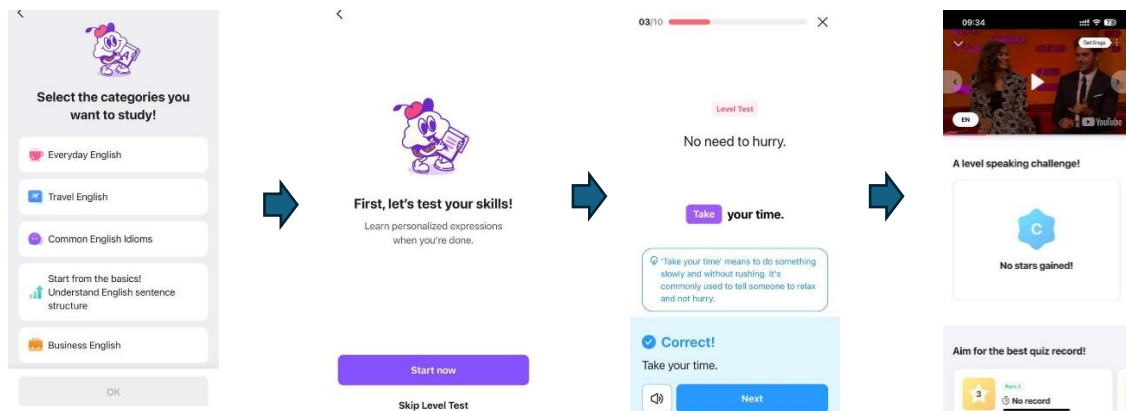 Select the categories you
want to study!
Everyday English
Travel English
Common English Idioms
Start from the basics!
Understand English sentence
structure
Business English
OK
First, let's test your skills!
Learn personalized expressions
when you're done.
Start now
Skip Level Test
03/10
Level Test
No need to hurry.
Take your time.
'Take your time' means to do something
slowly and without rushing. It's
commonly used to tell someone to relax
and not hurry.
Correct!
Take your time.
Next
09:34
73
Settings
EN
YouTube
A level speaking challenge!
C
No stars gained!
Aim for the best quiz record!
3
Part.1
No record